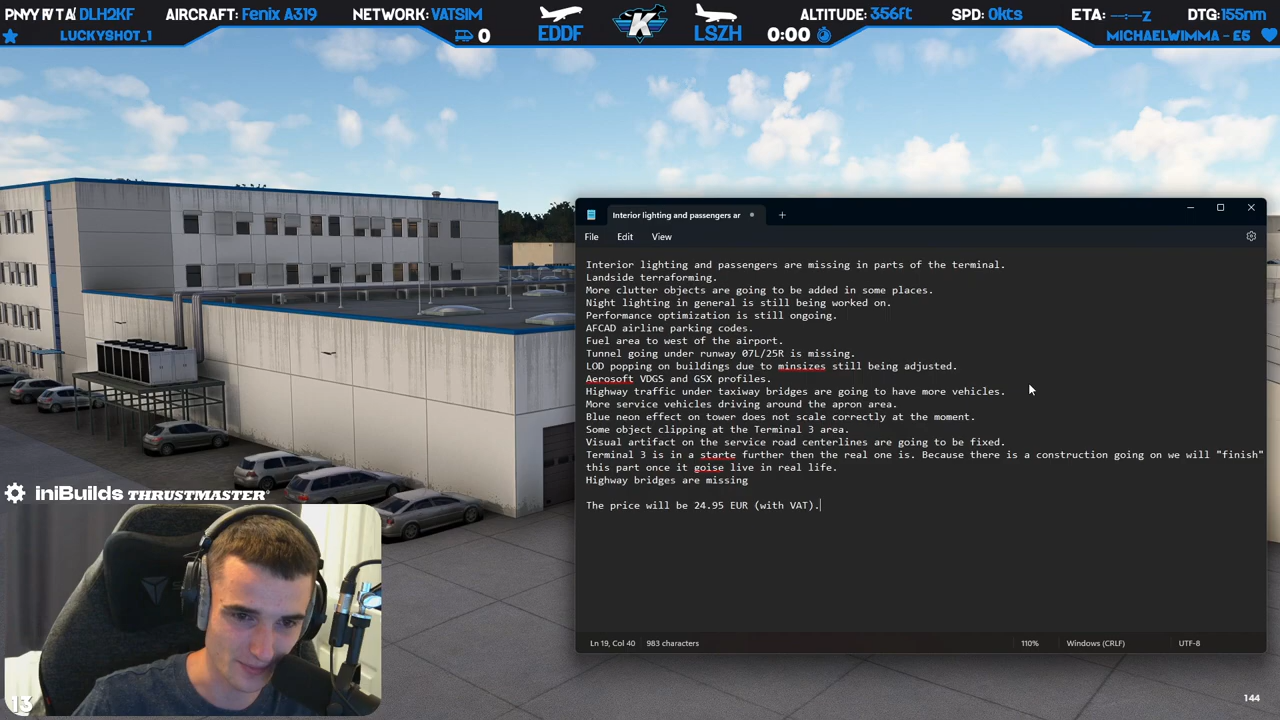 DLH2KF
AIRCRAFT: Fenix A319
NETWORK: VATSIM
ALTITUDE: 356ft
SPD: 0kts
ETA: --:--z
DTG:155nm
LUCKYSHOT_1
0
EDDF
K
LSZH
0:00
MICHAELWIMMA - E5
Interior lighting and passengers ar
File Edit View
Interior lighting and passengers are missing in parts of the terminal.
Landside terraforming.
More clutter objects are going to be added in some places.
Night lighting in general is still being worked on.
Performance optimization is still ongoing.
AFCAD airline parking codes.
Fuel area to west of the airport.
Tunnel going under runway 07L/25R is missing.
LOD popping on buildings due to minsizes still being adjusted.
Aerosoft VDGS and GSX profiles.
Highway traffic under taxiway bridges are going to have more vehicles.
More service vehicles driving around the apron area.
Blue neon effect on tower does not scale correctly at the moment.
Some object clipping at the Terminal 3 area.
Visual artifact on the service road centerlines are going to be fixed.
Terminal 3 is in a starte further then the real one is. Because there is a construction going on we will "finish"
this part once it goise live in real life.
Highway bridges are missing
The price will be 24.95 EUR (with VAT).
Ln 19, Col 40 983 characters 110% Windows (CRLF) UTF-8
iniBuilds THRUSTMASTER
13
144